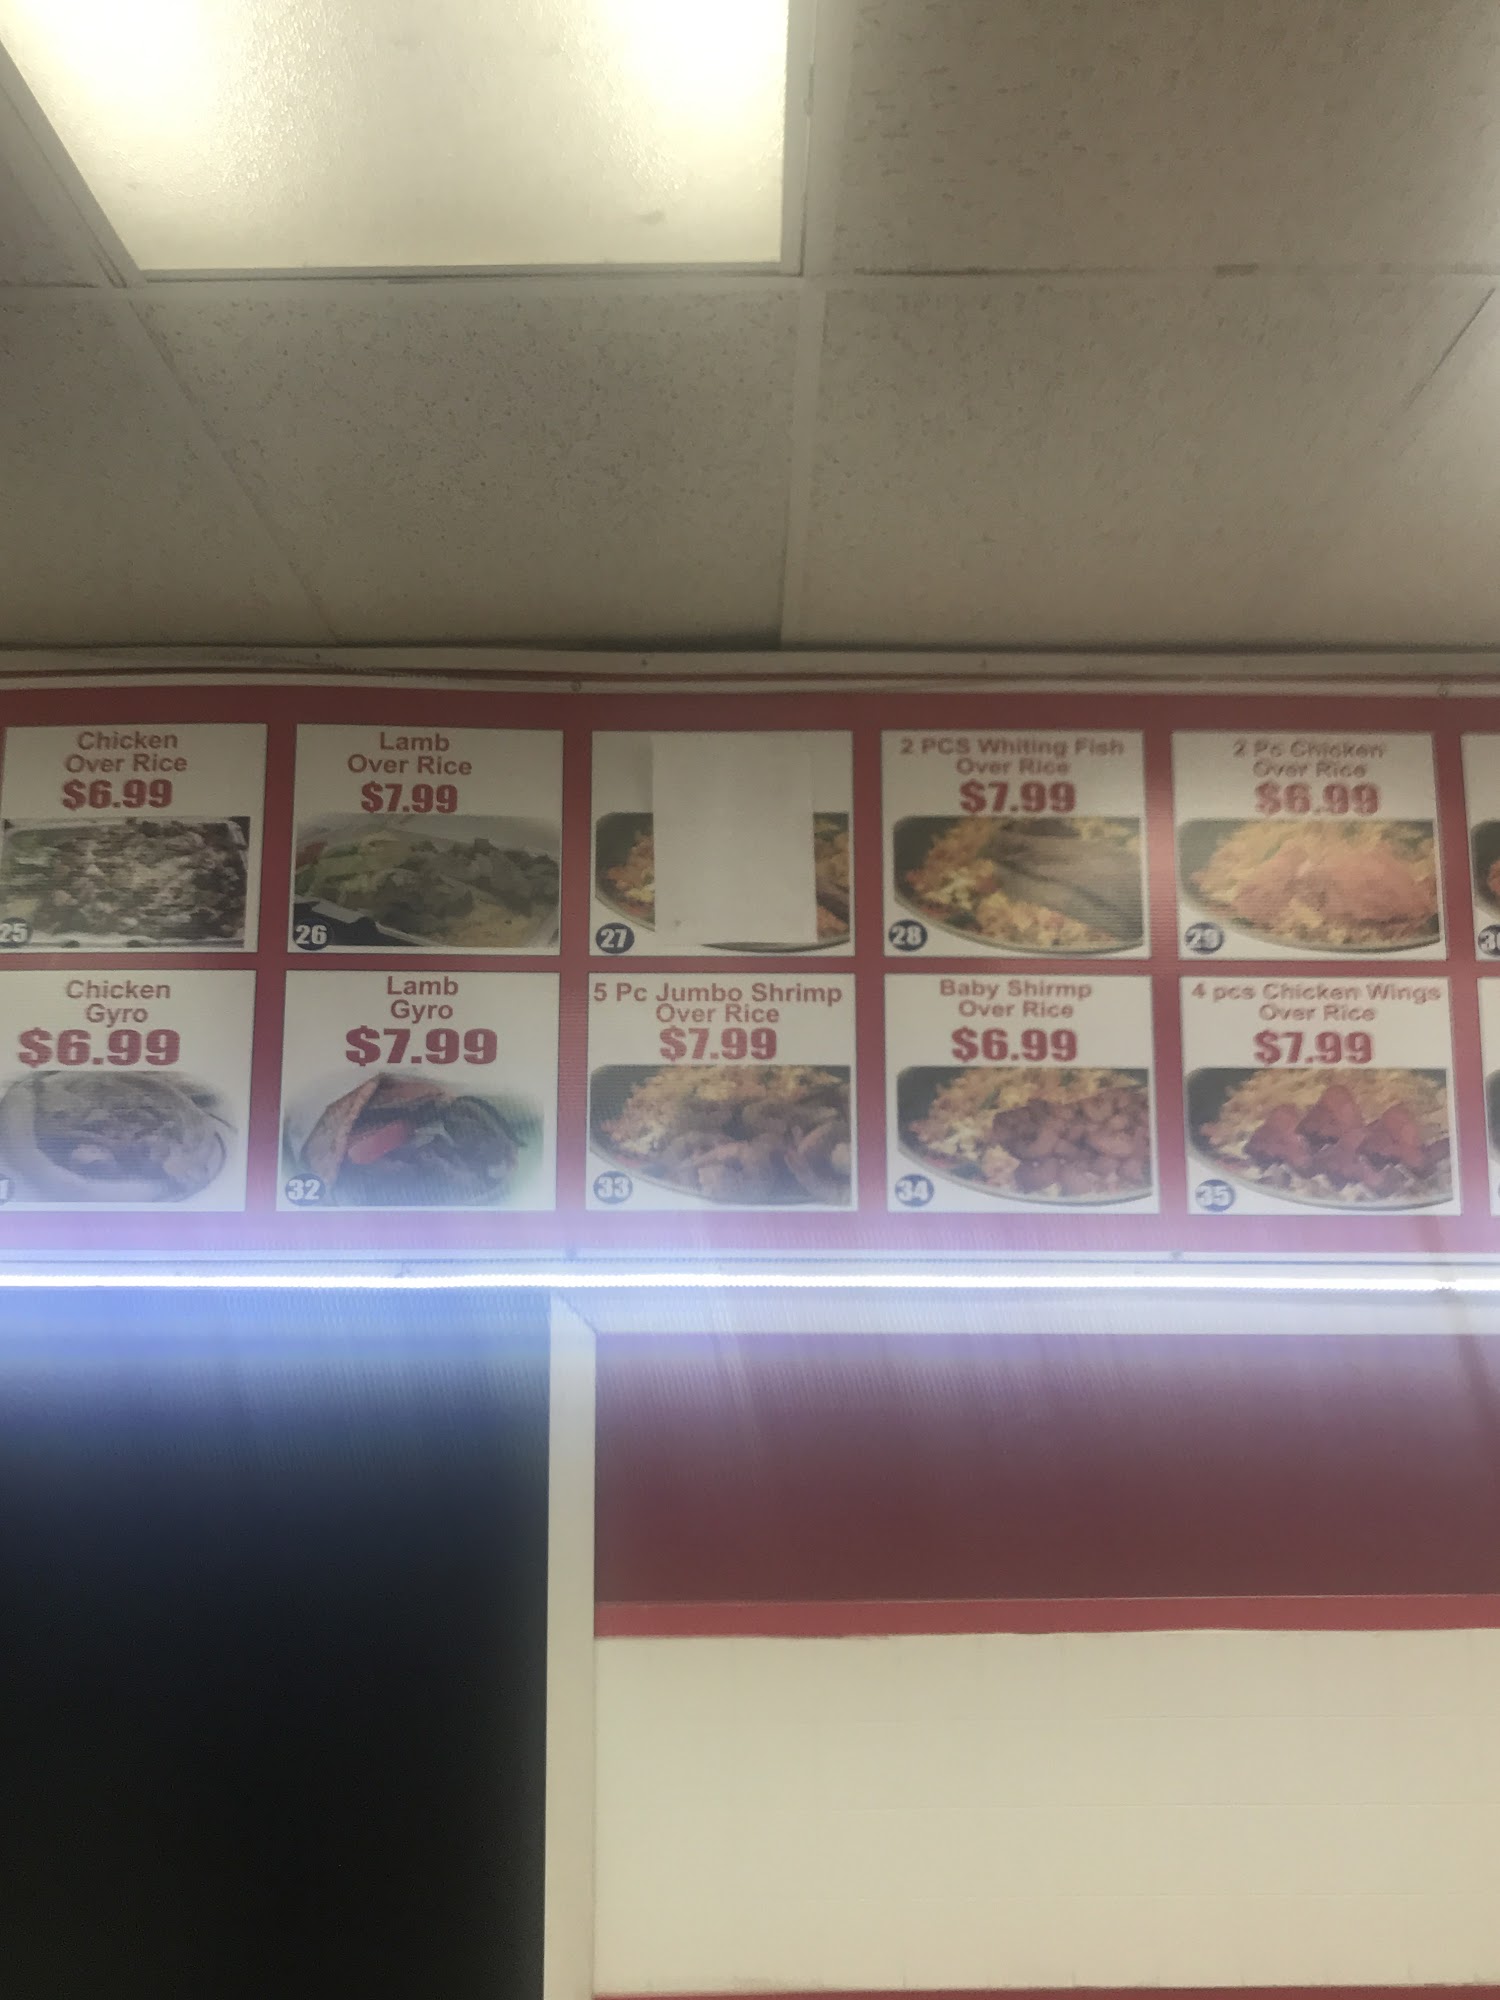 Chicken
Over Rice
$6.99
25
Lamb
Over Rice
$7.99
26
27
2 PCS Whiting Fish
Over Rice
$7.99
28
2 Pc Chicken
Over Rice
$6.99
29
Chicken
Gyro
$6.99
Lamb
Gyro
$7.99
32
5 Pc Jumbo Shrimp
Over Rice
$7.99
33
Baby Shirmp
Over Rice
$6.99
34
4 pcs Chicken Wings
Over Rice
$7.99
35